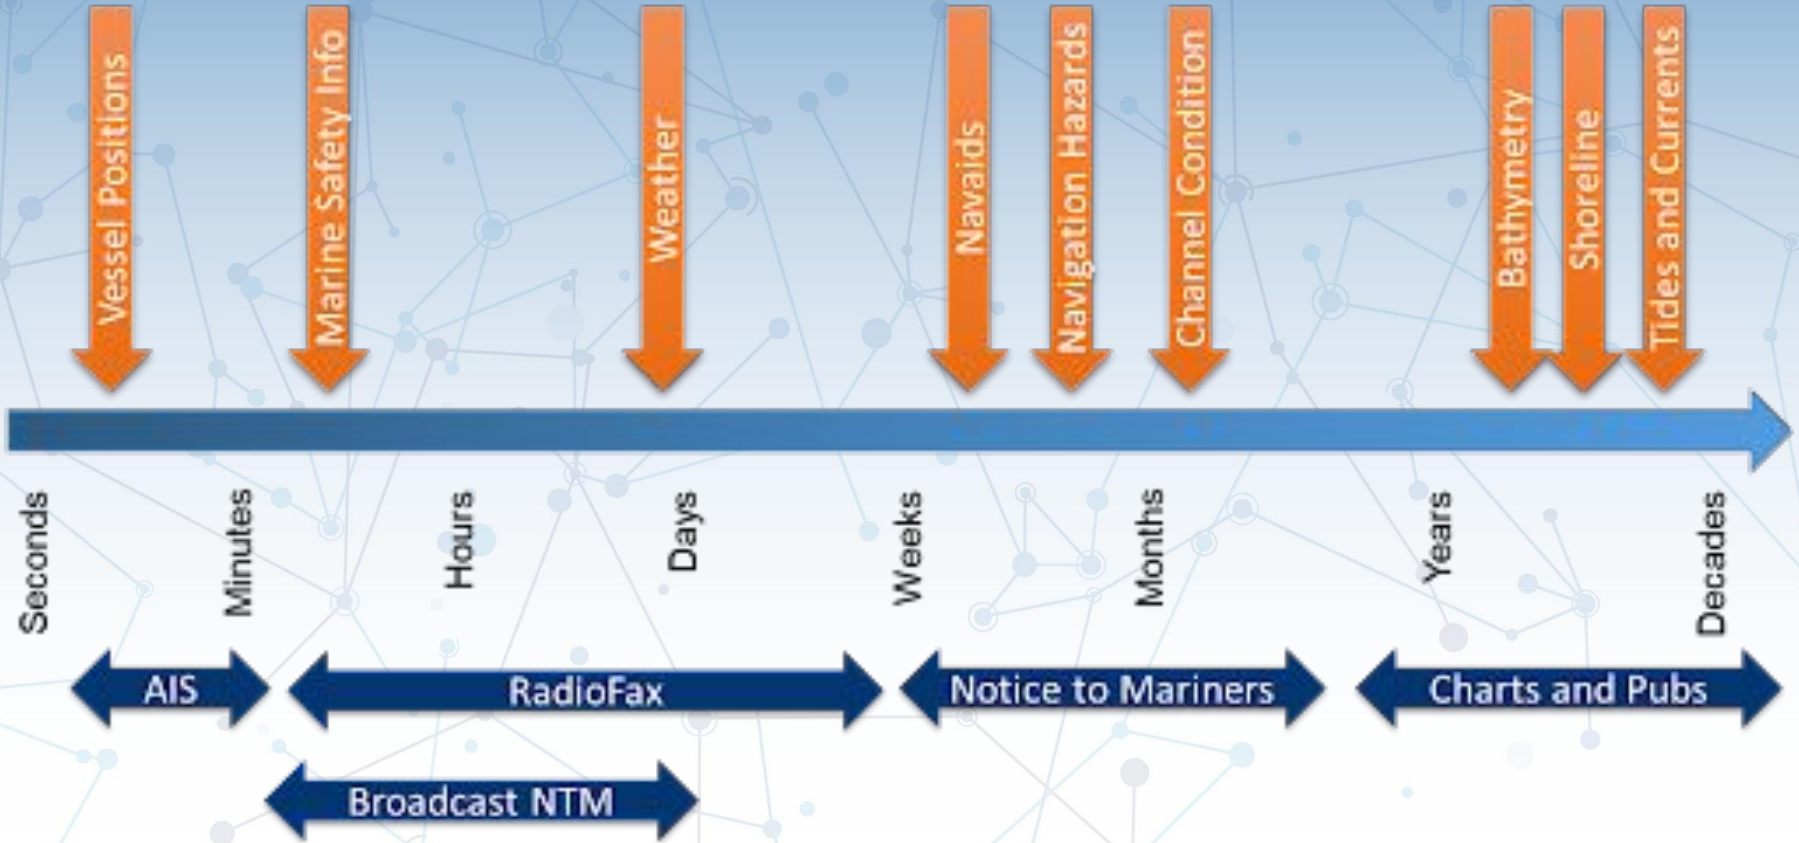 Vessel Positions
Marine Safety Info
Weather
Navaids
Navigation Hazards
Channel Condition
Bathymetry
Shoreline
Tides and Currents
Seconds
Minutes
Hours
Days
Weeks
Months
Years
Decades
AIS
RadioFax
Notice to Mariners
Charts and Pubs
Broadcast NTM